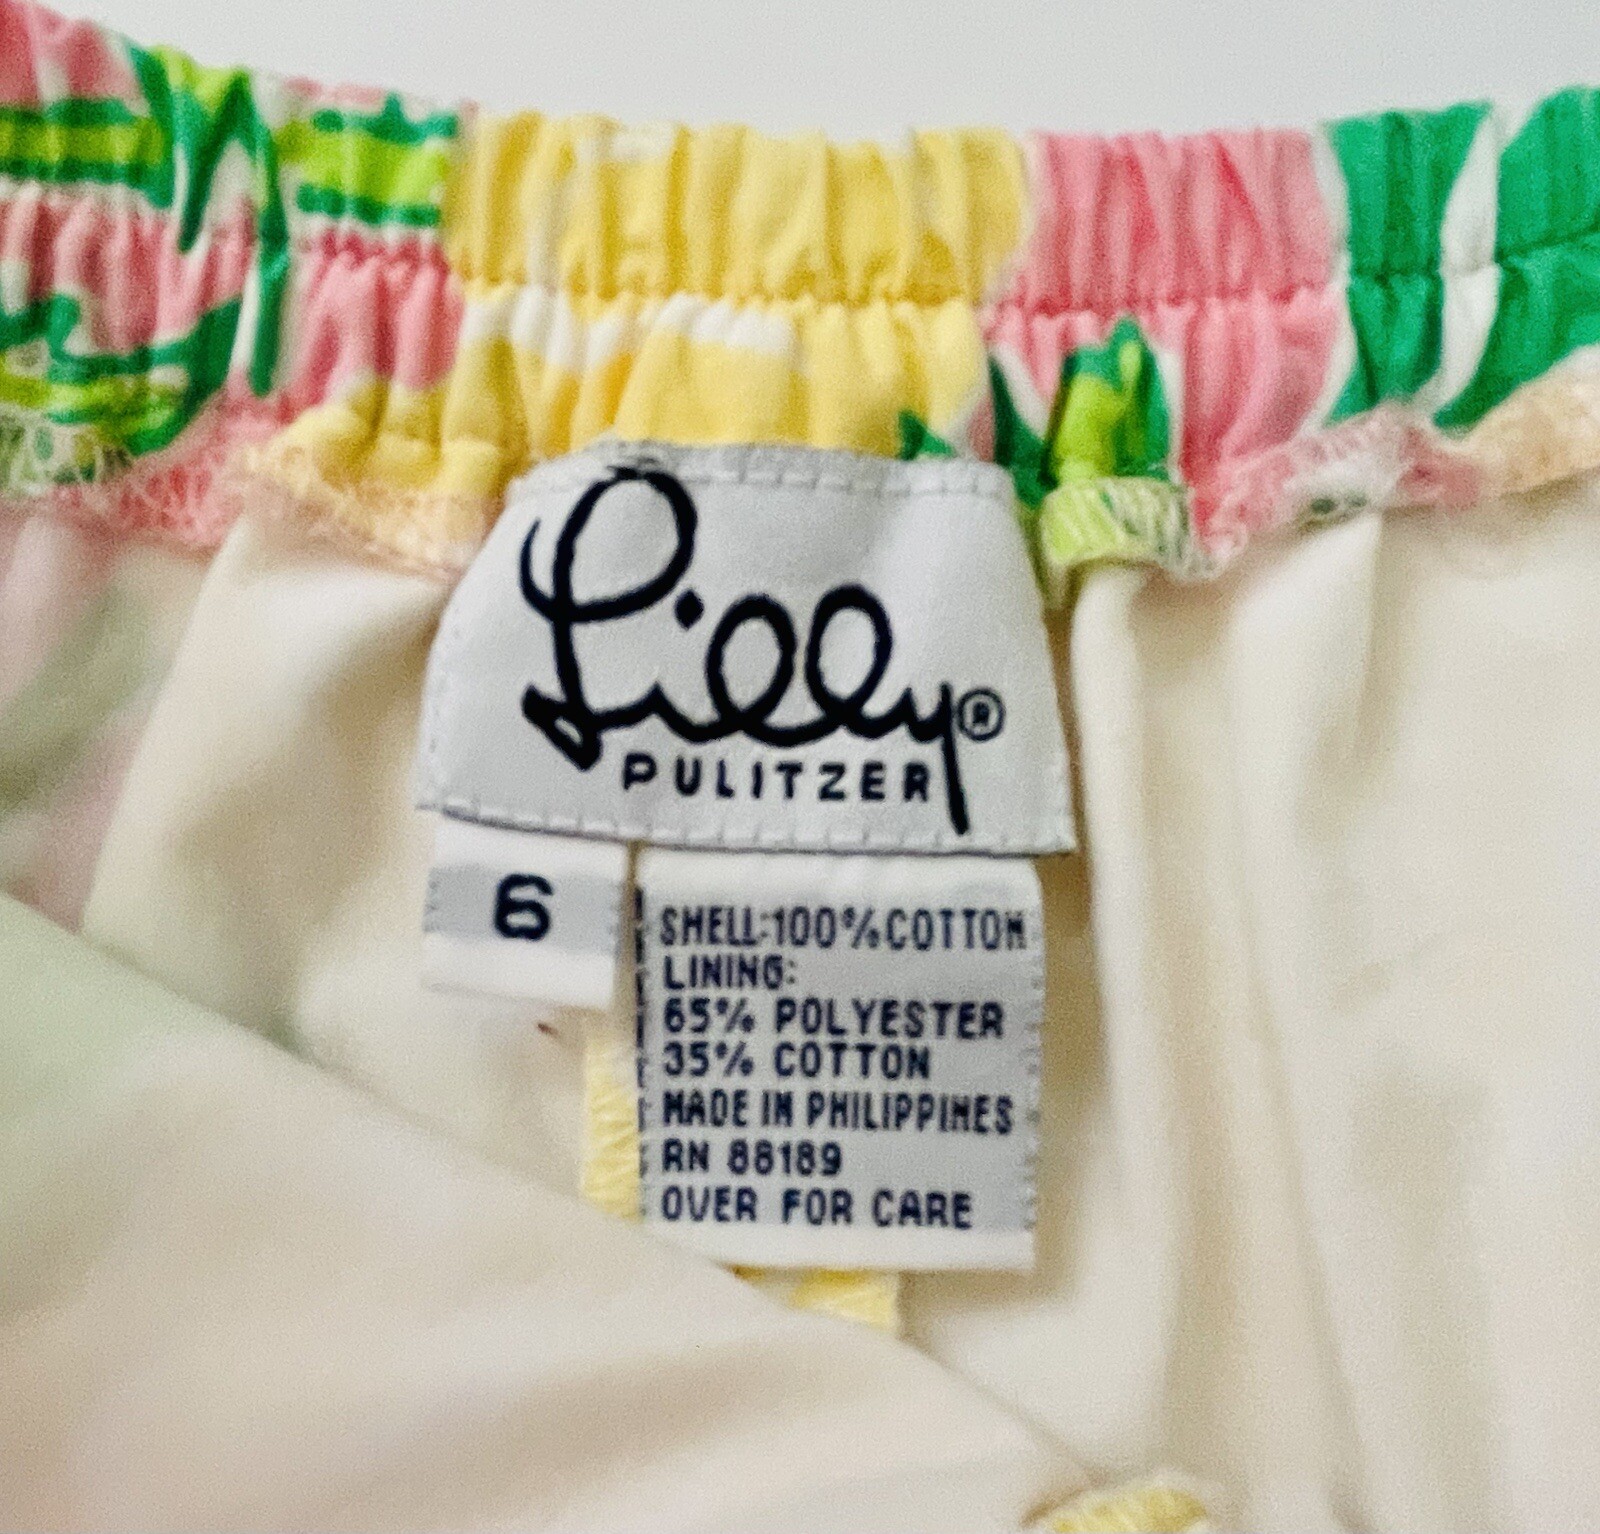 Lilly®
PULITZER
6
SHELL:100%COTTON
LINING:
65% POLYESTER
35% COTTON
MADE IN PHILIPPINES
RN 88189
OVER FOR CARE